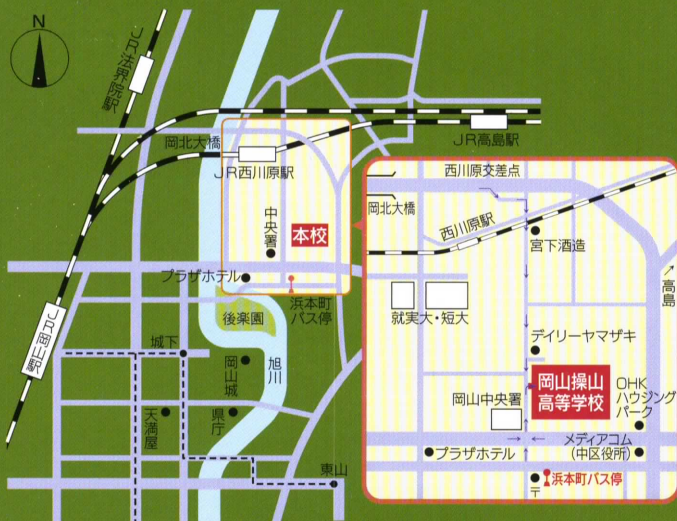 N
JR法界院駅
岡北大橋
JR西川原駅
JR高島駅
中央署
本校
プラザホテル
浜本町
バス停
後楽園
旭川
JR岡山駅
城下
岡山城
天満屋
県庁
東山
西川原交差点
岡北大橋
西川原駅
宮下酒造
↗高島
就実大・短大
デイリーヤマザキ
岡山操山
高等学校
岡山中央署
OHK
ハウジング
パーク
メディアコム
(中区役所)
プラザホテル
浜本町バス停
〒